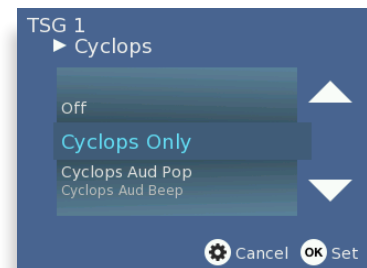 TSG 1
Cyclops
Off
Cyclops Only
Cyclops Aud Pop
Cyclops Aud Beep
Cancel OK Set